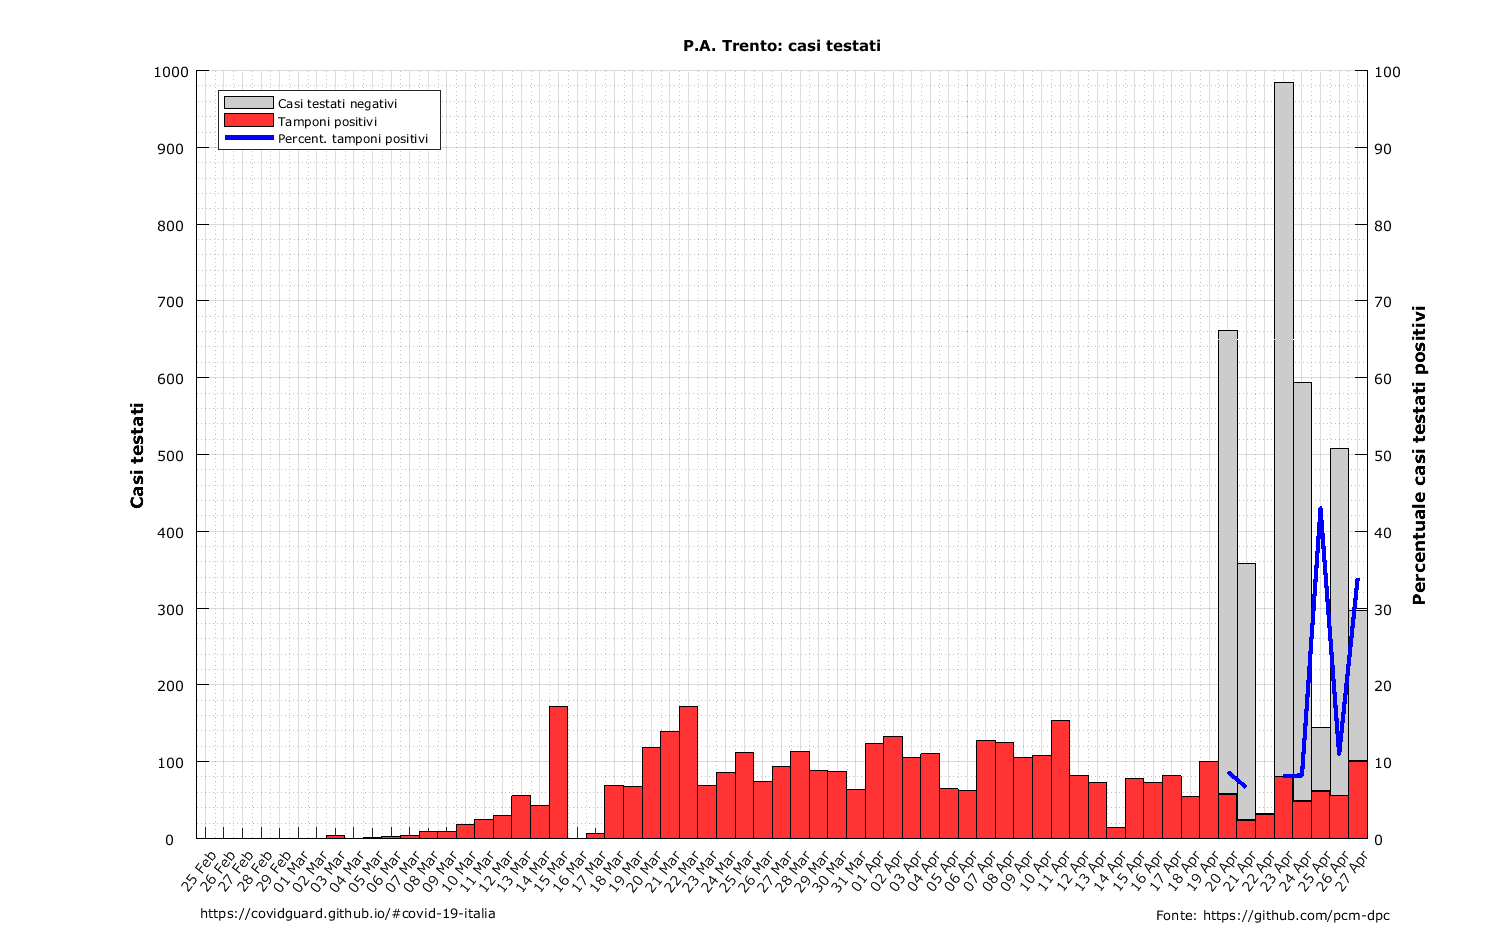 P.A. Trento: casi testati
Casi testati negativi
Tamponi positivi
Percent. tamponi positivi
Casi testati
1000
900
800
700
600
500
400
300
200
100
0
100
90
80
70
60
50
40
30
20
10
0
Percentuale casi testati positivi
25 Feb
26 Feb
27 Feb
28 Feb
29 Feb
01 Mar
02 Mar
03 Mar
04 Mar
05 Mar
06 Mar
07 Mar
08 Mar
09 Mar
10 Mar
11 Mar
12 Mar
13 Mar
14 Mar
15 Mar
16 Mar
17 Mar
18 Mar
19 Mar
20 Mar
21 Mar
22 Mar
23 Mar
24 Mar
25 Mar
26 Mar
27 Mar
28 Mar
29 Mar
30 Mar
31 Mar
01 Apr
02 Apr
03 Apr
04 Apr
05 Apr
06 Apr
07 Apr
08 Apr
09 Apr
10 Apr
11 Apr
12 Apr
13 Apr
14 Apr
15 Apr
16 Apr
17 Apr
18 Apr
19 Apr
20 Apr
21 Apr
22 Apr
23 Apr
24 Apr
25 Apr
26 Apr
27 Apr
https://covidguard.github.io/#covid-19-italia
Fonte: https://github.com/pcm-dpc